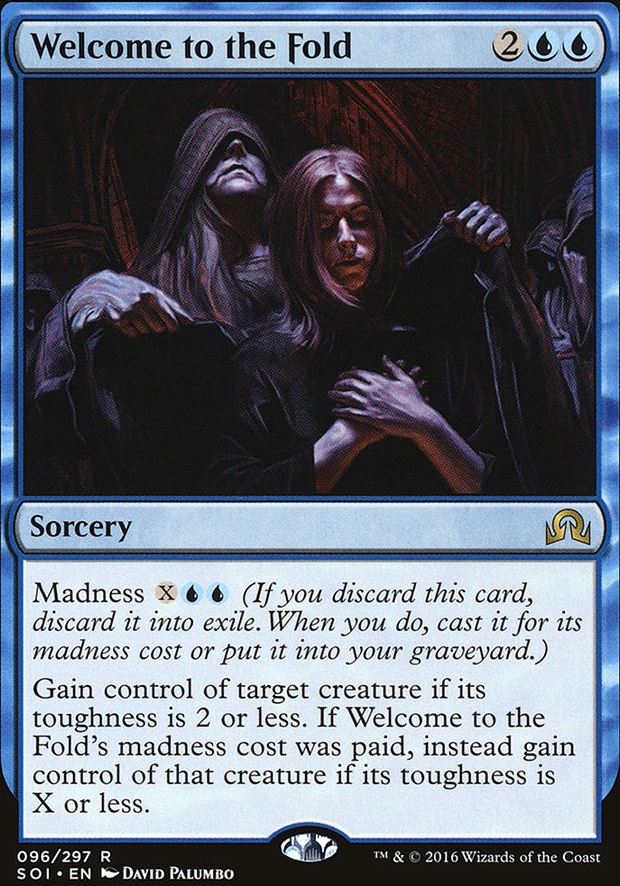 Welcome to the Fold 2
Sorcery
Madness X (If you discard this card,
discard it into exile. When you do, cast it for its
madness cost or put it into your graveyard.)
Gain control of target creature if its
toughness is 2 or less. If Welcome to the
Fold's madness cost was paid, instead gain
control of that creature if its toughness is
X or less.
096/297 R
SOI • EN DAVID PALUMBO
™ & © 2016 Wizards of the Coast